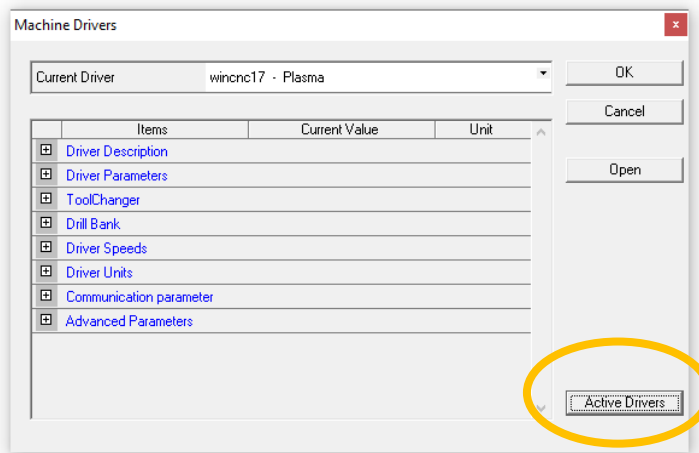 Machine Drivers
x
Current Driver wincnc17 - Plasma
OK
Cancel
Items Current Value Unit
Driver Description
Open
Driver Parameters
ToolChanger
Drill Bank
Driver Speeds
Driver Units
Communication parameter
Advanced Parameters
Active Drivers